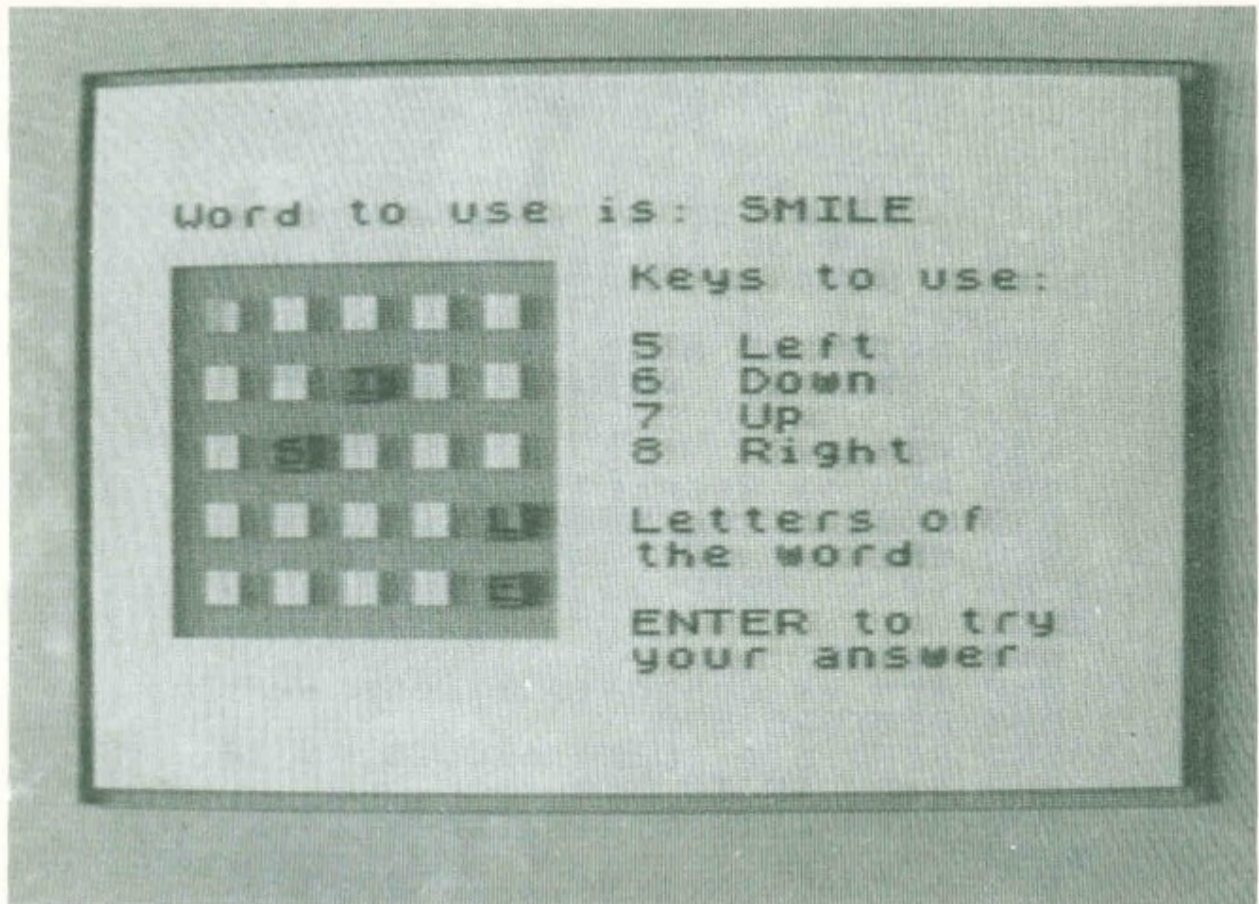 Word to use is: SMILE
Keys to use:
5 Left
6 Down
7 Up
8 Right
Letters of
the word
ENTER to try
your answer
I
S
L
E